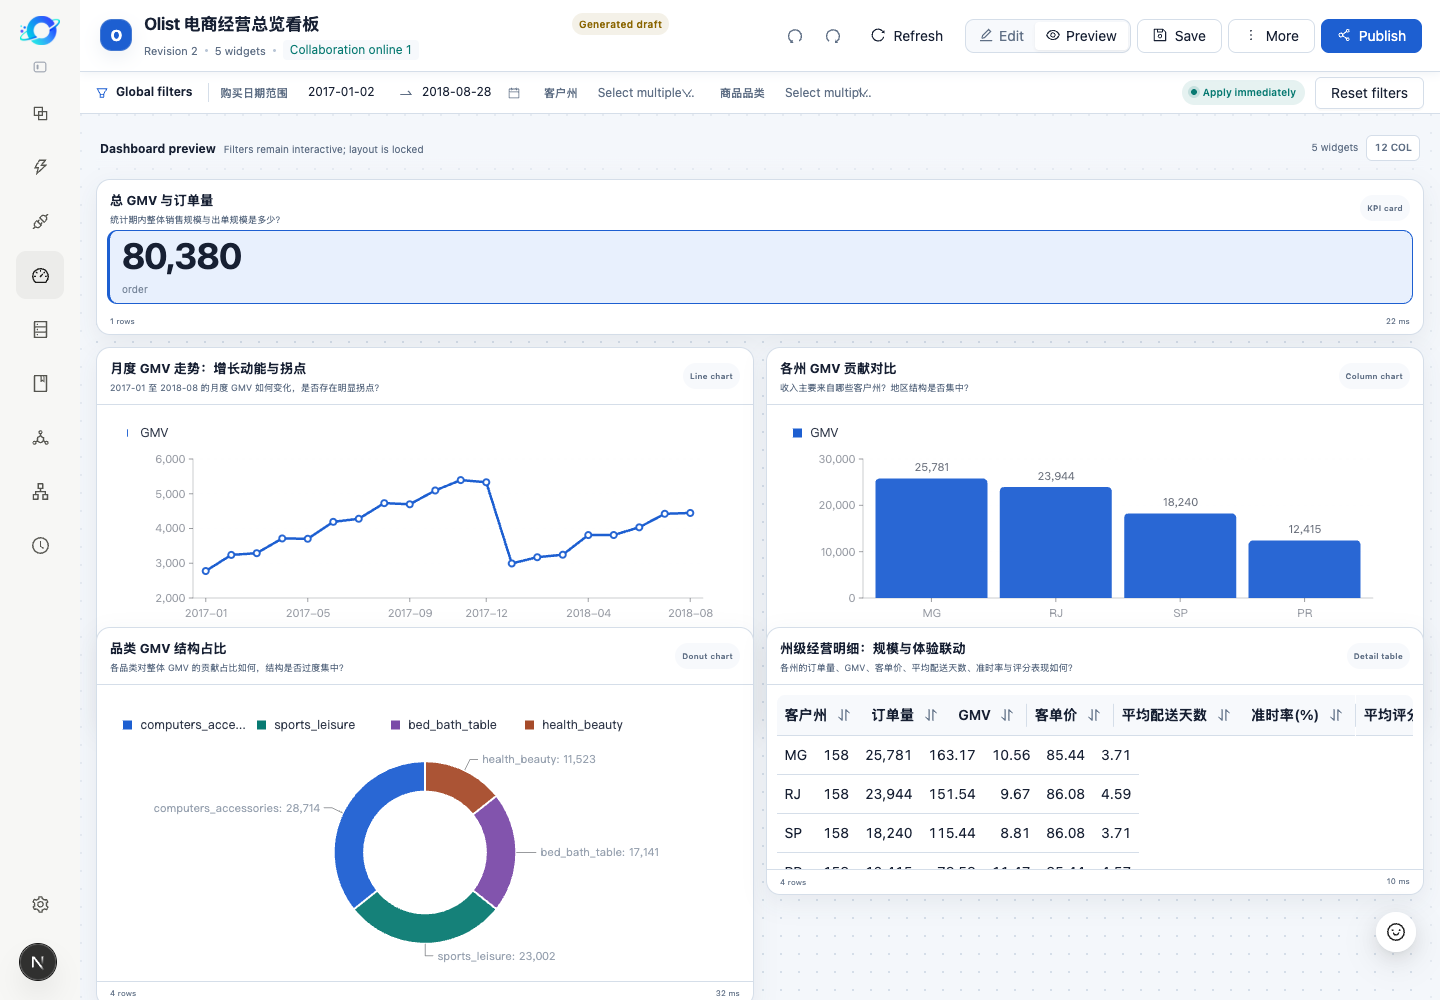 O
Olist 电商经营总览看板
Revision 2 • 5 widgets • Collaboration online 1
Generated draft
Refresh
Edit
Preview
Save
More
Publish
Global filters
购买日期范围
2017-01-02
2018-08-28
客户州
Select multiple...
商品品类
Select multipl...
Apply immediately
Reset filters
Dashboard preview
Filters remain interactive; layout is locked
5 widgets
12 COL
总 GMV 与订单量
统计期内整体销售规模与出单规模是多少?
KPI card
80,380
order
1 rows
22 ms
月度 GMV 走势：增长动能与拐点
2017-01 至 2018-08 的月度 GMV 如何变化，是否存在明显拐点?
Line chart
GMV
6,000
5,000
4,000
3,000
2,000
2017-01
2017-05
2017-09
2017-12
2018-04
2018-08
各州 GMV 贡献对比
收入主要来自哪些客户州？地区结构是否集中?
Column chart
GMV
30,000
20,000
10,000
0
25,781
23,944
18,240
12,415
MG
RJ
SP
PR
品类 GMV 结构占比
各品类对整体 GMV 的贡献占比如何，结构是否过度集中?
Donut chart
computers_acce...
sports_leisure
bed_bath_table
health_beauty
health_beauty: 11,523
computers_accessories: 28,714
bed_bath_table: 17,141
sports_leisure: 23,002
4 rows
32 ms
州级经营明细：规模与体验联动
各州的订单量、GMV、客单价、平均配送天数、准时率与评分表现如何?
Detail table
客户州 订单量 GMV 客单价 平均配送天数 准时率(%) 平均评分
MG 158 25,781 163.17 10.56 85.44 3.71
RJ 158 23,944 151.54 9.67 86.08 4.59
SP 158 18,240 115.44 8.81 86.08 3.71
4 rows
10 ms
N